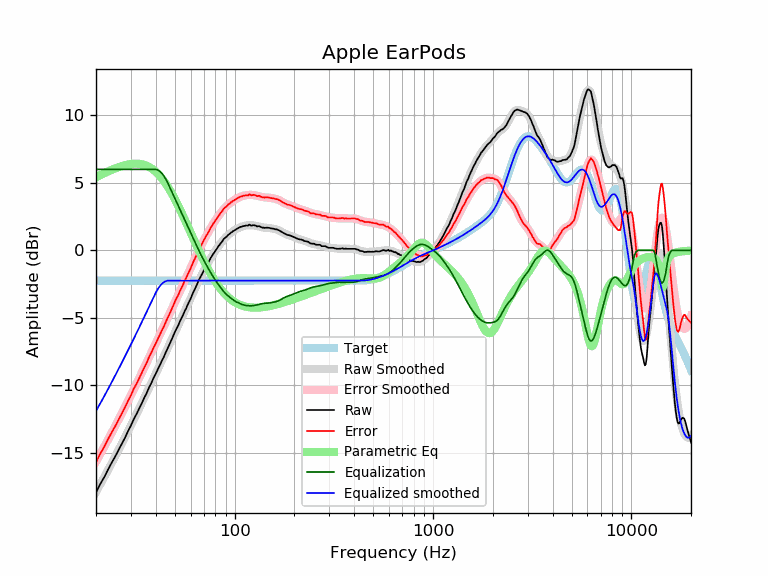 Apple EarPods
Amplitude (dBr)
10
5
0
−5
−10
−15
Target
Raw Smoothed
Error Smoothed
Raw
Error
Parametric Eq
Equalization
Equalized smoothed
100 1000 10000
Frequency (Hz)